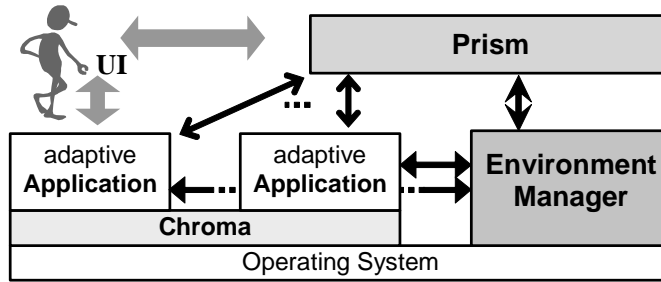 Prism
UI
...
adaptive
Application
adaptive
Application
Environment
Manager
Chroma
Operating System